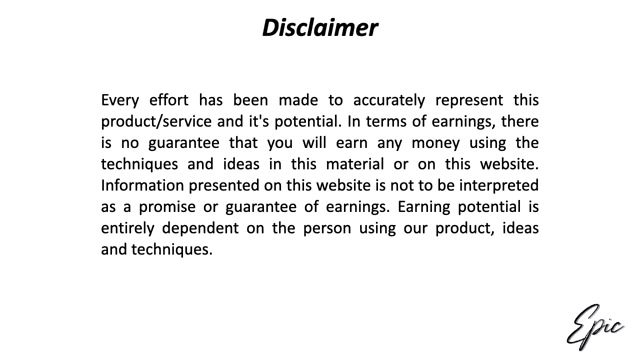 Disclaimer
Every effort has been made to accurately represent this
product/service and it's potential. In terms of earnings, there
is no guarantee that you will earn any money using the
techniques and ideas in this material or on this website.
Information presented on this website is not to be interpreted
as a promise or guarantee of earnings. Earning potential is
entirely dependent on the person using our product, ideas
and techniques.
Epic